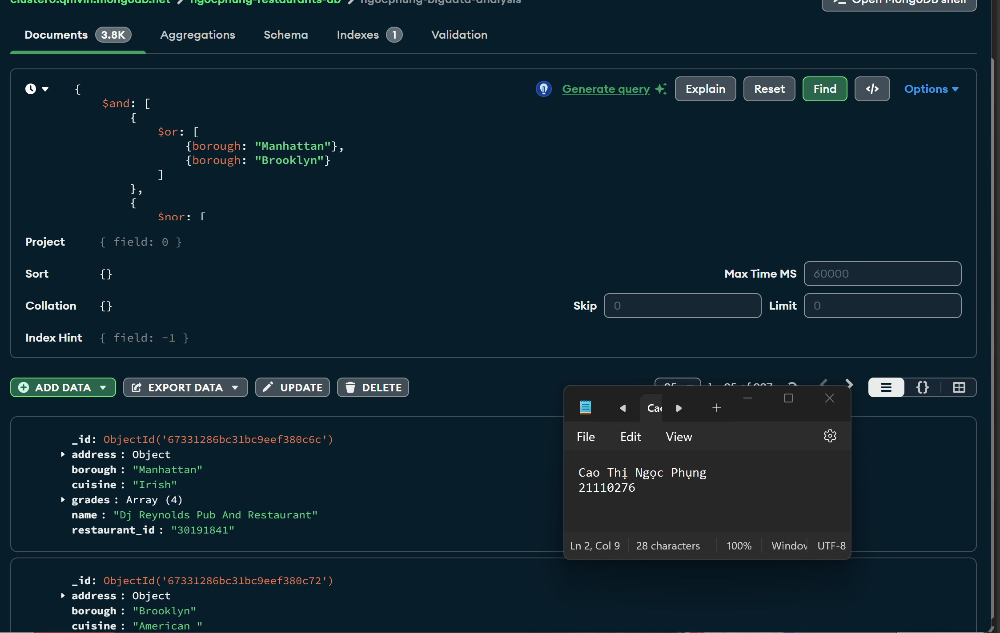 cluster0.qmvin.mongodb.net > ngocphung-restaurants-db > ngocphung-bigdata-analysis
Open MongoDB shell
Documents 3.8K Aggregations Schema Indexes 1 Validation
{ Generate query Explain Reset Find </> Options
$and: [
{
$or: [
{borough: "Manhattan"},
{borough: "Brooklyn"}
]
},
{
$nor: [
Project { field: 0 }
Sort {} Max Time MS 60000
Collation {} Skip 0 Limit 0
Index Hint { field: -1 }
ADD DATA EXPORT DATA UPDATE DELETE
_id: ObjectId('67331286bc31bc9eef380c6c')
address : Object
borough : "Manhattan"
cuisine : "Irish"
grades : Array (4)
name : "Dj Reynolds Pub And Restaurant"
restaurant_id : "30191841"
_id: ObjectId('67331286bc31bc9eef380c72')
address : Object
borough : "Brooklyn"
cuisine : "American "
File Edit View
Cao Thị Ngọc Phụng
21110276
Ln 2, Col 9 28 characters 100% UTF-8